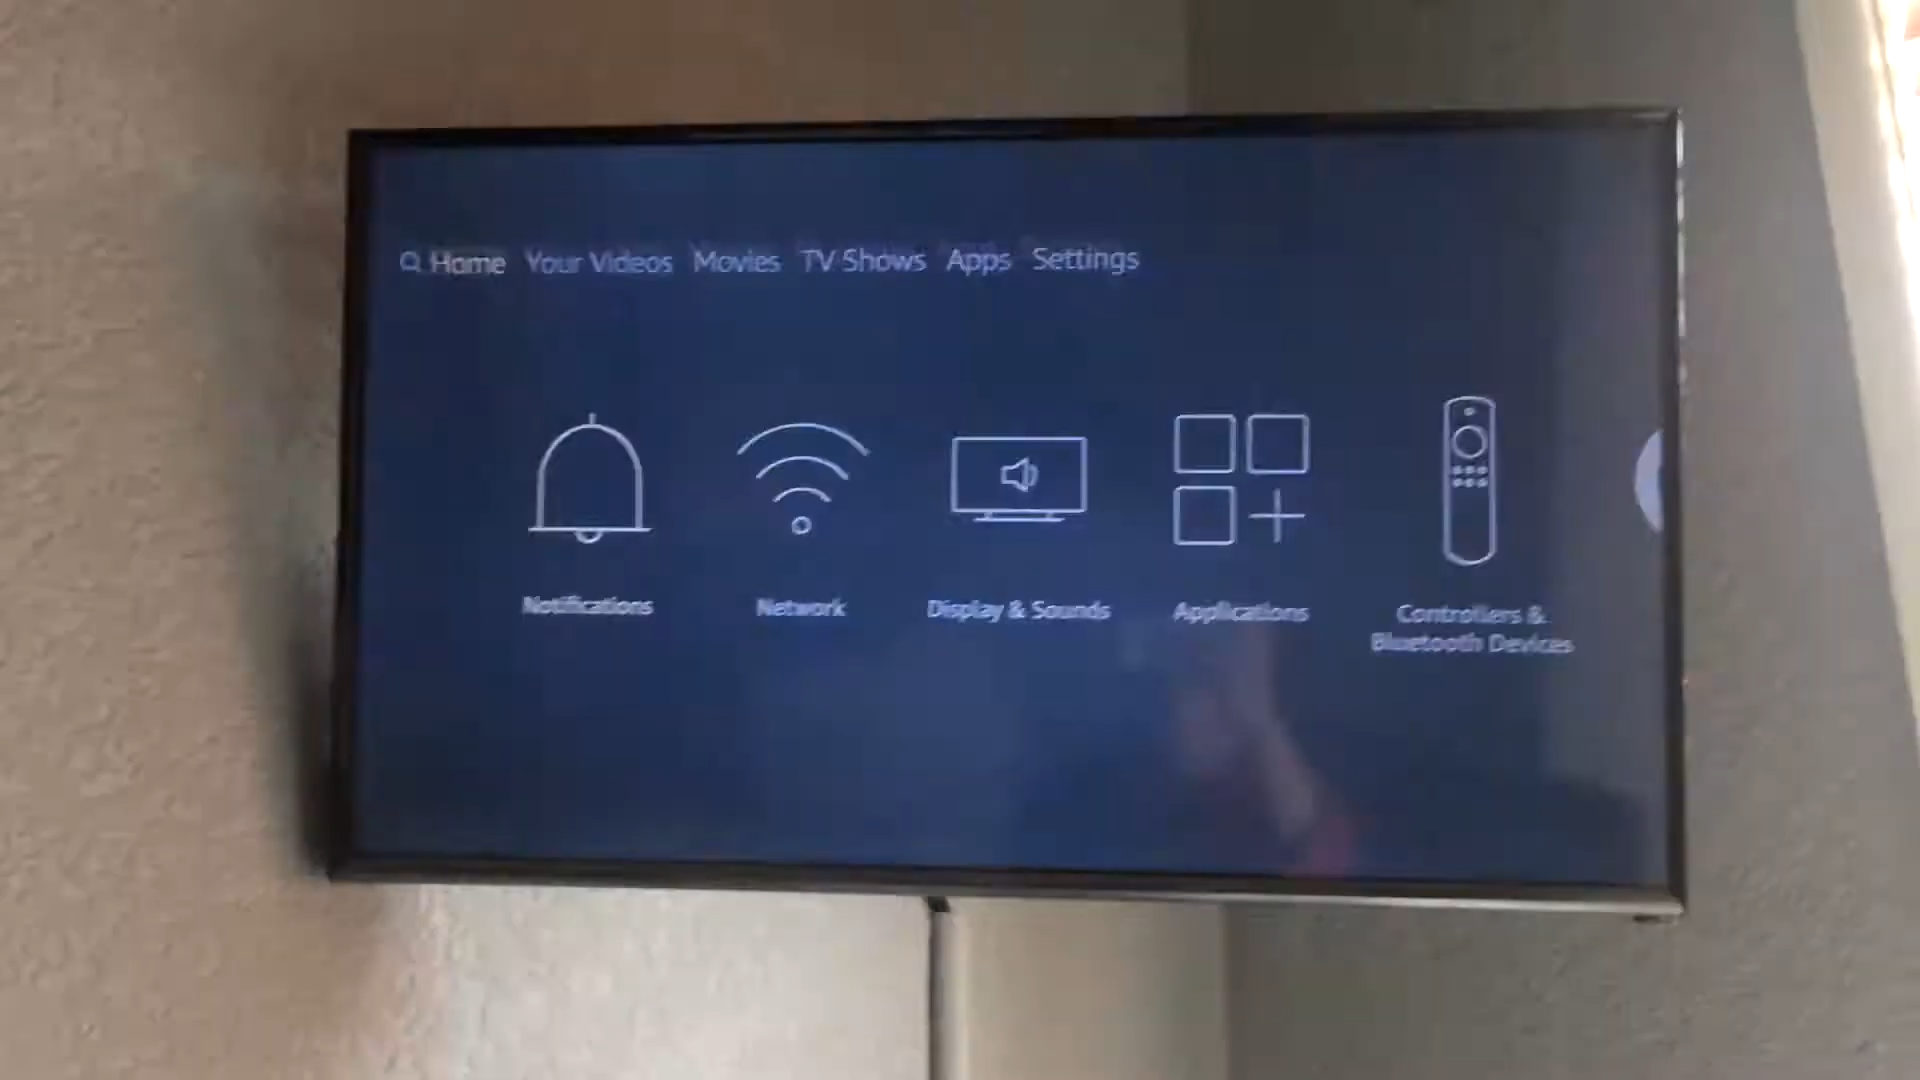 Home Your Videos Movies TV Shows Apps Settings
Notifications
Network
Display & Sounds
Applications
Controllers &
Bluetooth Devices